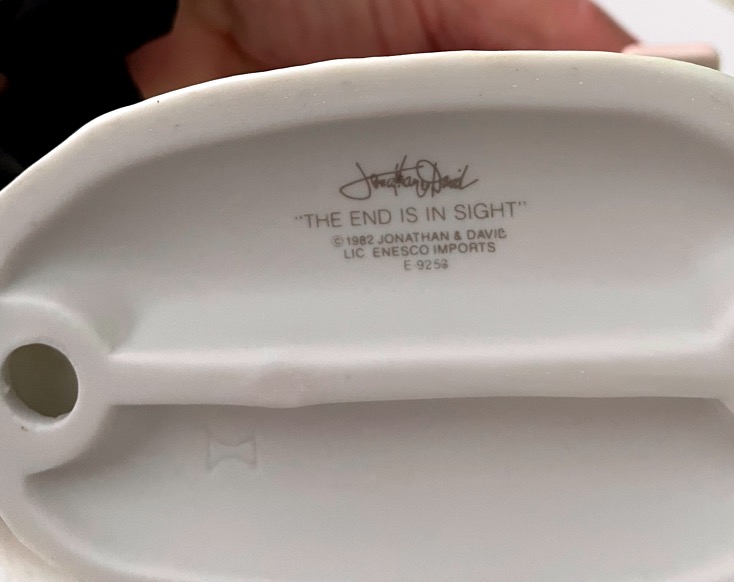 Jonathan & David
"THE END IS IN SIGHT"
©1982 JONATHAN & DAVID
LIC ENESCO IMPORTS
E-9253